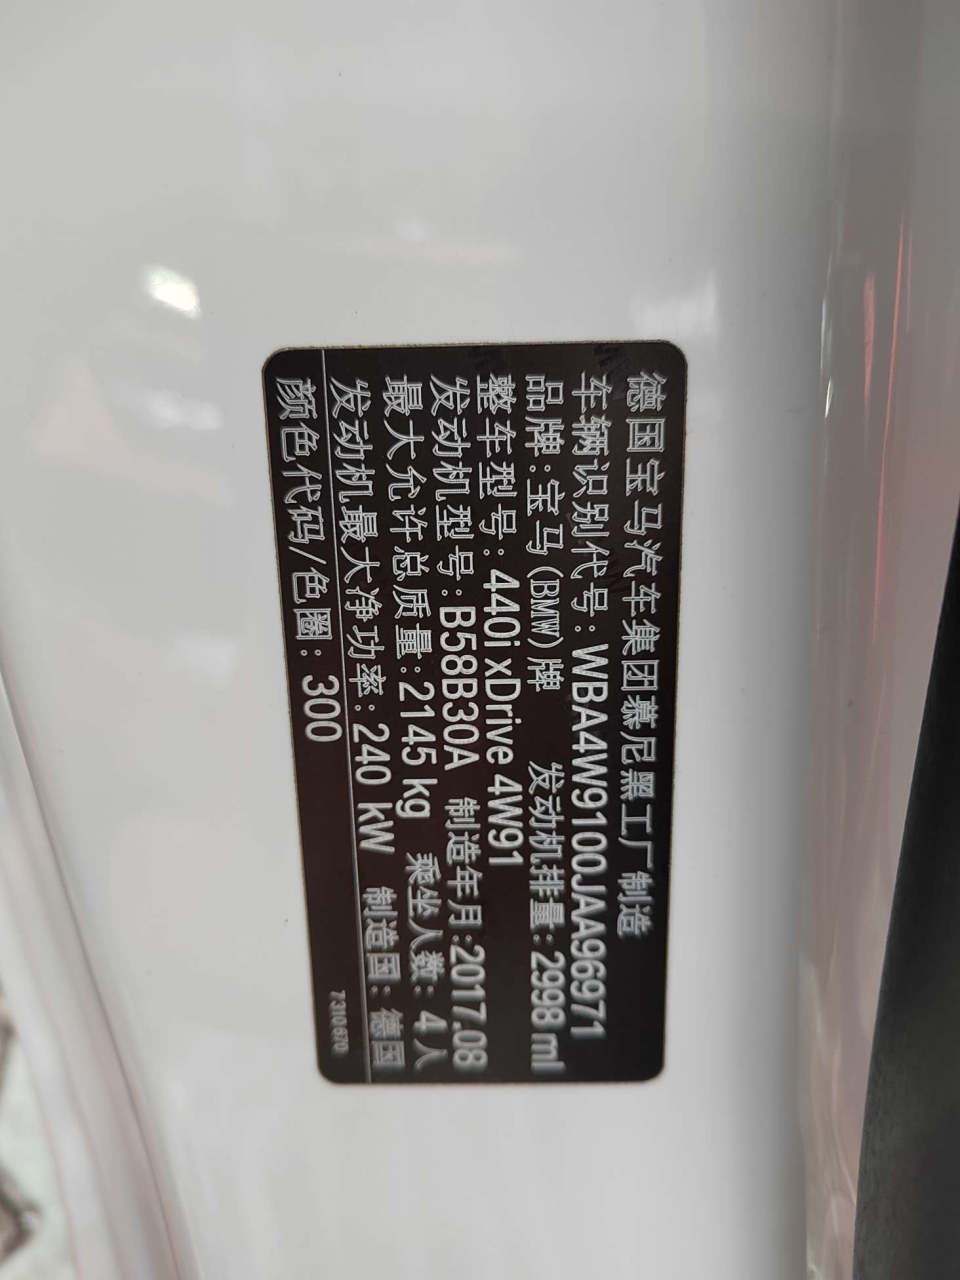 德国宝马汽车集团慕尼黑工厂制造
车辆识别代号：WBA4W9100JAA96971
品牌：宝马(BMW)牌 发动机排量：2998 ml
整车型号：440i xDrive 4W91
发动机型号：B58B30A 制造年月：2017.08
最大允许总质量：2145 kg 乘坐人数：4人
发动机最大净功率：240 kW 制造国：德国
颜色代码/色圈：300
7310670